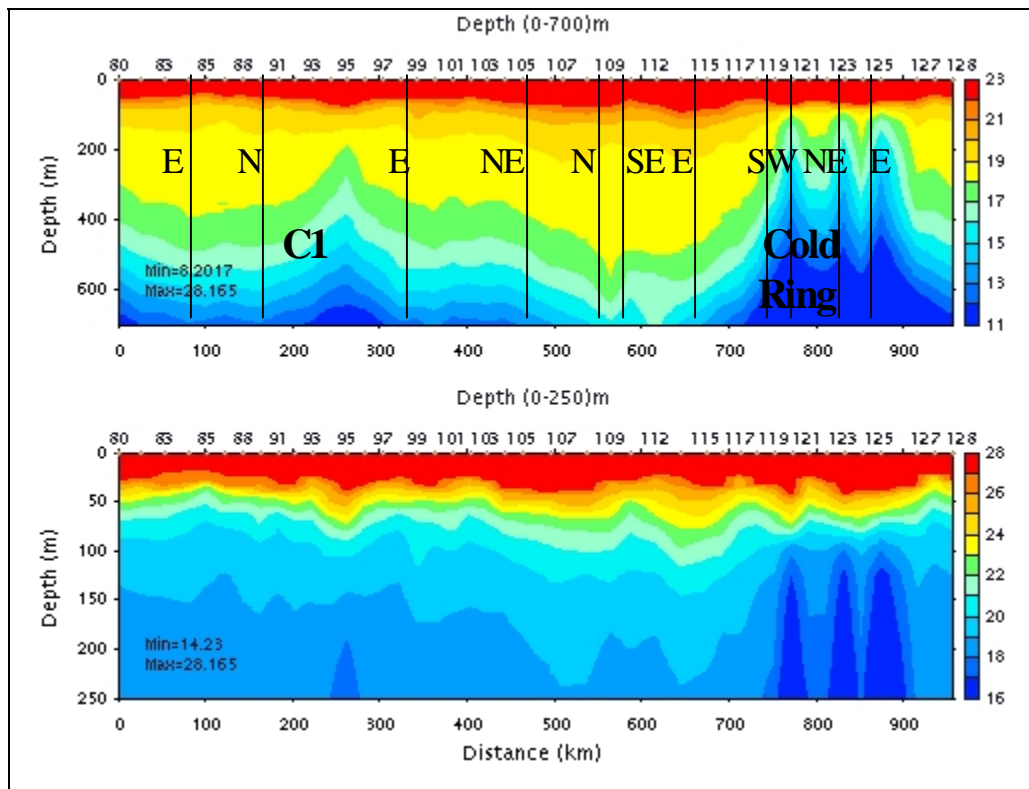 Depth (0-700)m
80 83 85 88 91 93 95 99 101 103 105 107 109 112 115 117 119 121 123 125 127 128
0 23
21
200 E N E NE N SE E SW NE E 19
Depth (m)
400 17
C1 Cold
15
Min=8.2017
Max=28.165
600 Ring 13
11
0 100 200 300 400 500 600 700 800 900
Depth (0-250)m
80 83 85 88 91 93 95 99 101 103 105 107 109 112 115 117 119 121 123 125 127 128
0 28
26
50
24
100
Depth (m)
22
150 20
Min=14.23
200 18
Max=28.165
250 16
0 100 200 300 400 500 600 700 800 900
Distance (km)